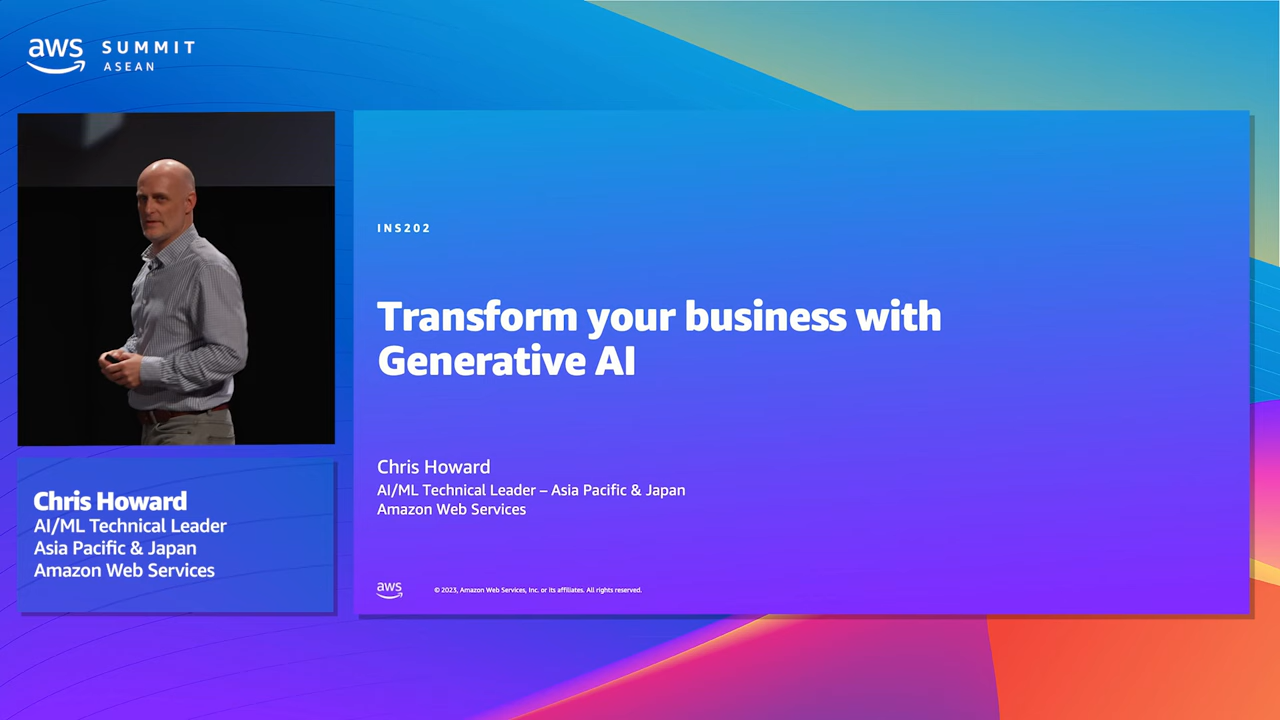 aws SUMMIT
ASEAN
INS202
Transform your business with
Generative AI
Chris Howard
AI/ML Technical Leader – Asia Pacific & Japan
Amazon Web Services
aws
© 2023, Amazon Web Services, Inc. or its affiliates. All rights reserved.
Chris Howard
AI/ML Technical Leader
Asia Pacific & Japan
Amazon Web Services